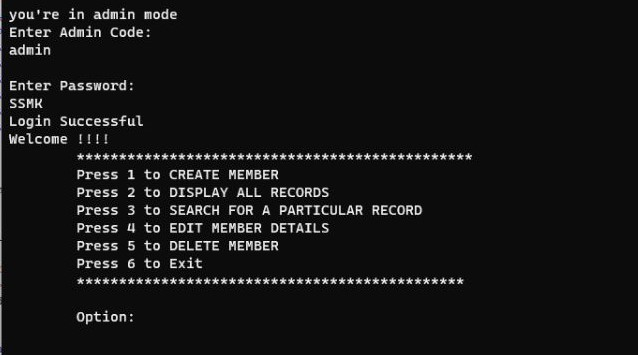 you're in admin mode
Enter Admin Code:
admin
Enter Password:
SSMK
Login Successful
Welcome !!!!
***********************************************
Press 1 to CREATE MEMBER
Press 2 to DISPLAY ALL RECORDS
Press 3 to SEARCH FOR A PARTICULAR RECORD
Press 4 to EDIT MEMBER DETAILS
Press 5 to DELETE MEMBER
Press 6 to Exit
**********************************************
Option: